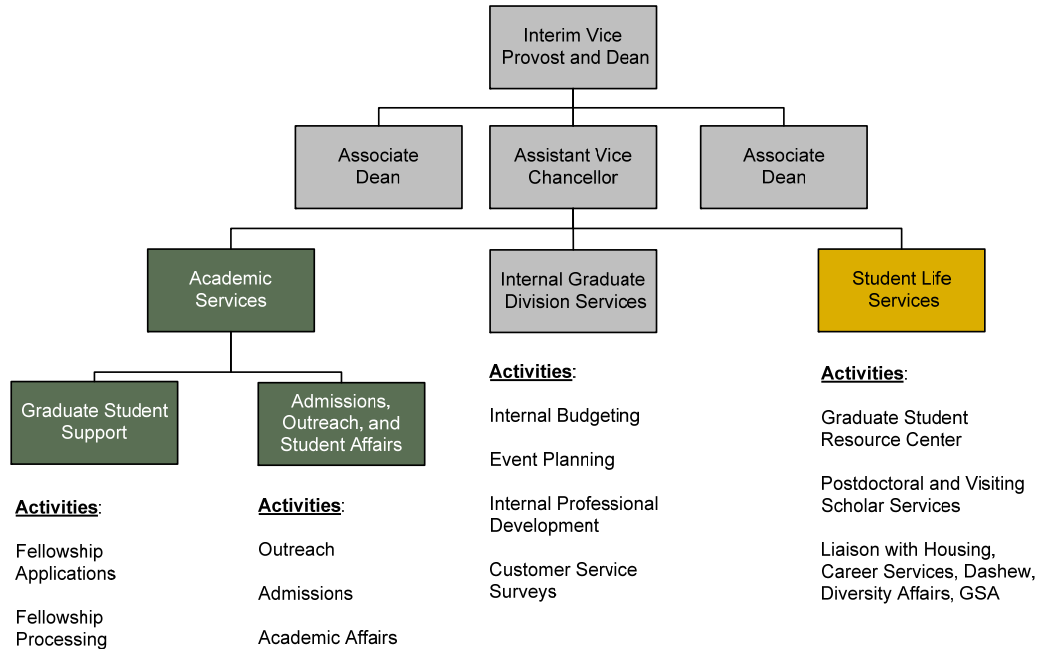 Interim Vice
Provost and Dean
Associate
Dean
Assistant Vice
Chancellor
Associate
Dean
Academic
Services
Internal Graduate
Division Services
Student Life
Services
Graduate Student
Support
Admissions,
Outreach, and
Student Affairs
Activities:
Fellowship
Applications
Fellowship
Processing
Activities:
Outreach
Admissions
Academic Affairs
Activities:
Internal Budgeting
Event Planning
Internal Professional
Development
Customer Service
Surveys
Activities:
Graduate Student
Resource Center
Postdoctoral and Visiting
Scholar Services
Liaison with Housing,
Career Services, Dashew,
Diversity Affairs, GSA